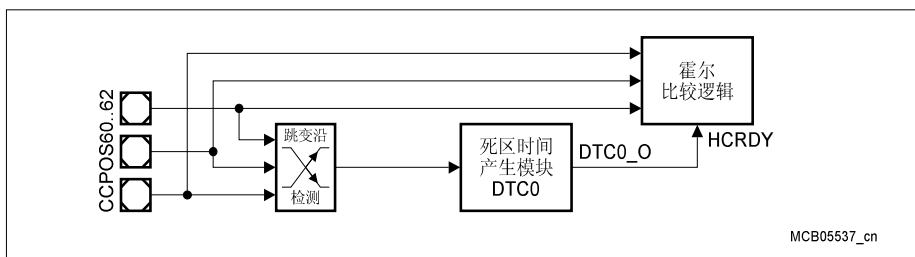 CCPOS60..62
跳变沿
检测
死区时间
产生模块
DTC0
DTC0_O
霍尔
比较逻辑
HCRDY
MCB05537_cn